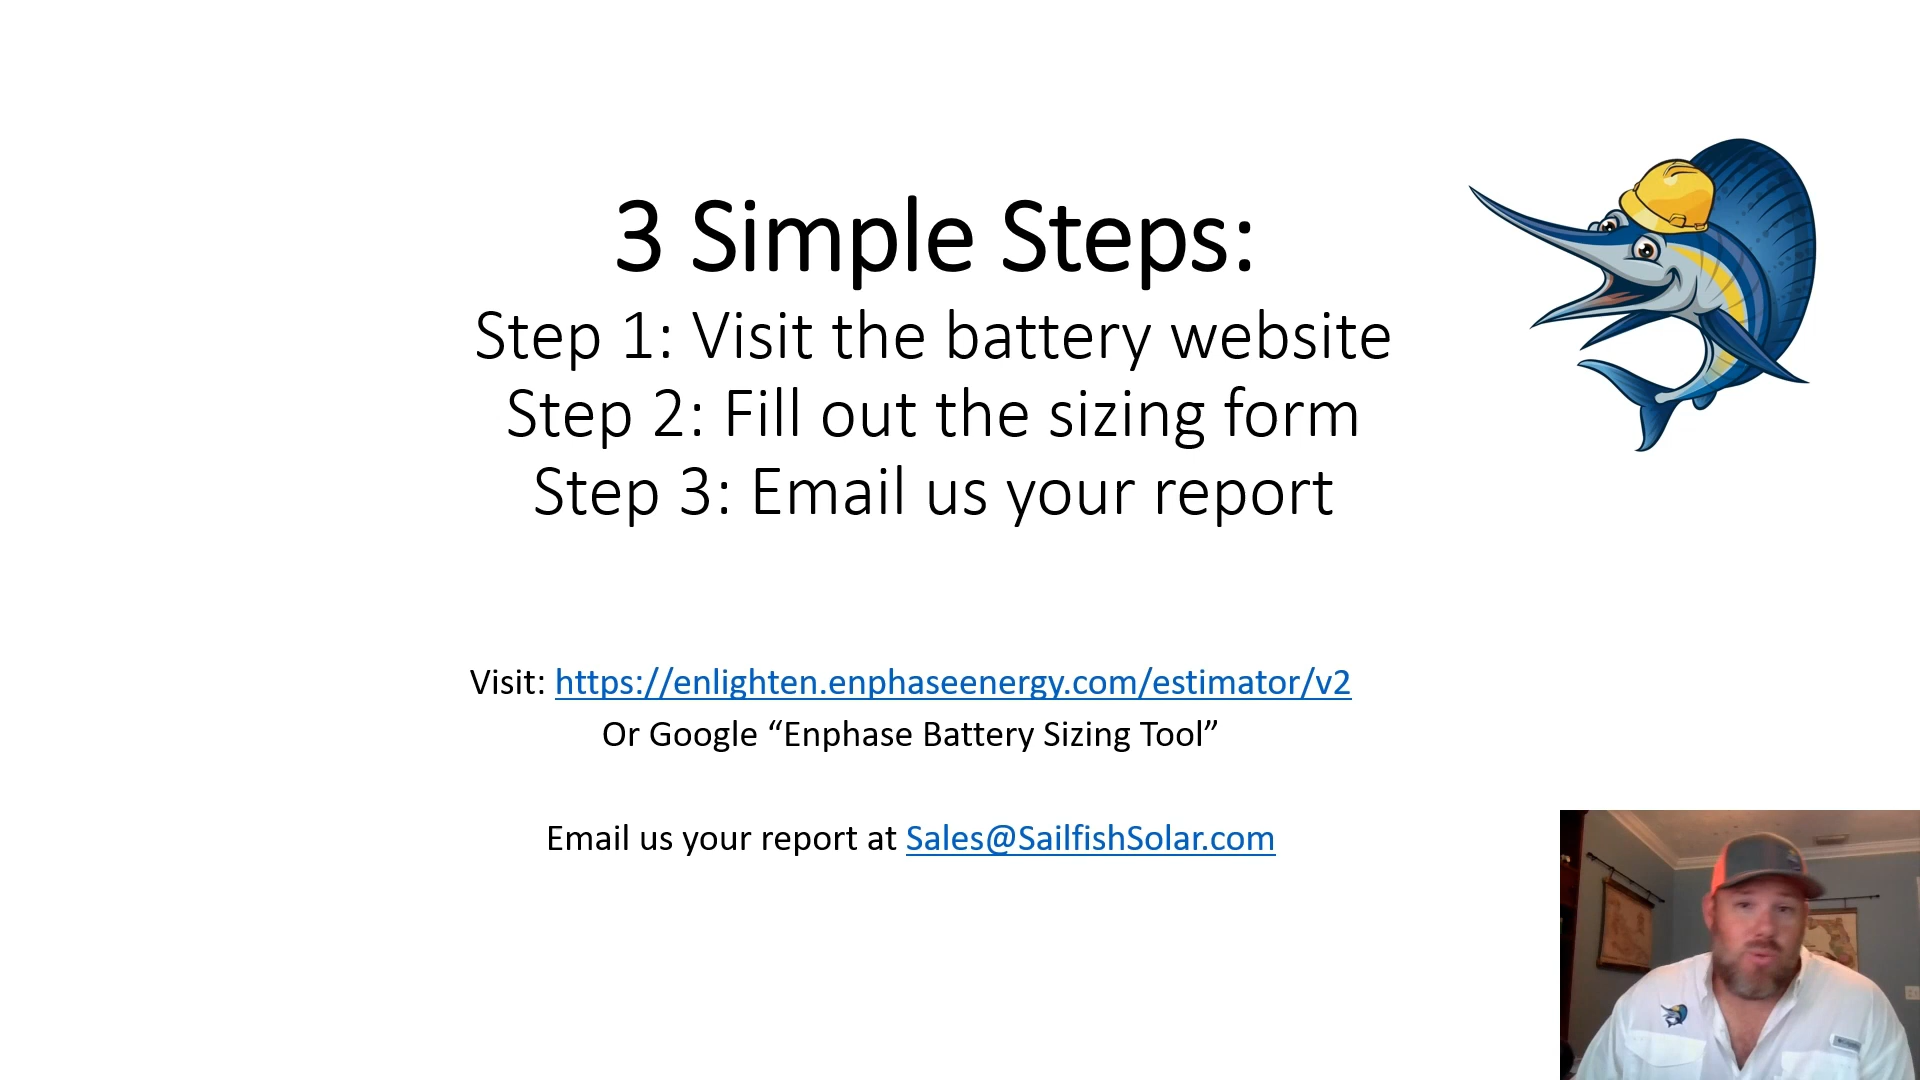 3 Simple Steps:
Step 1: Visit the battery website
Step 2: Fill out the sizing form
Step 3: Email us your report
Visit: https://enlighten.enphaseenergy.com/estimator/v2
Or Google “Enphase Battery Sizing Tool”
Email us your report at Sales@SailfishSolar.com